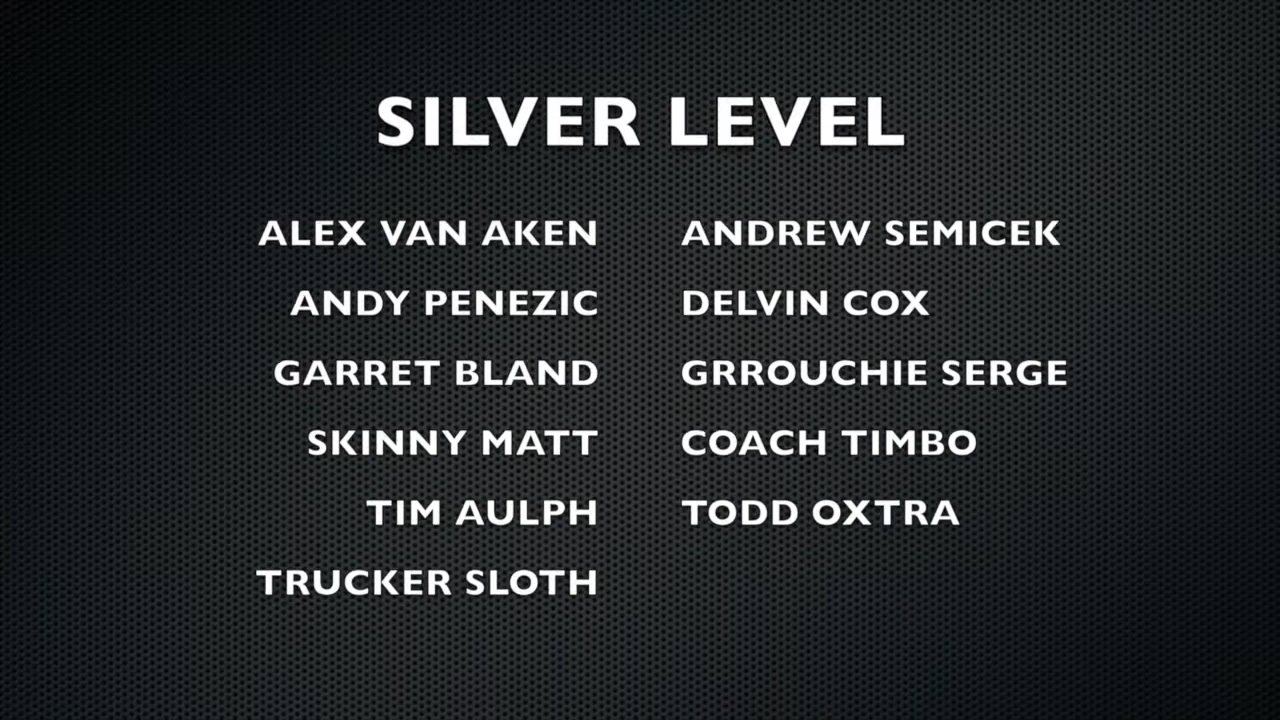 SILVER LEVEL
ALEX VAN AKEN
ANDREW SEMICEK
ANDY PENEZIC
DELVIN COX
GARRET BLAND
GRROUCHIE SERGE
SKINNY MATT
COACH TIMBO
TIM AULPH
TODD OXTRA
TRUCKER SLOTH